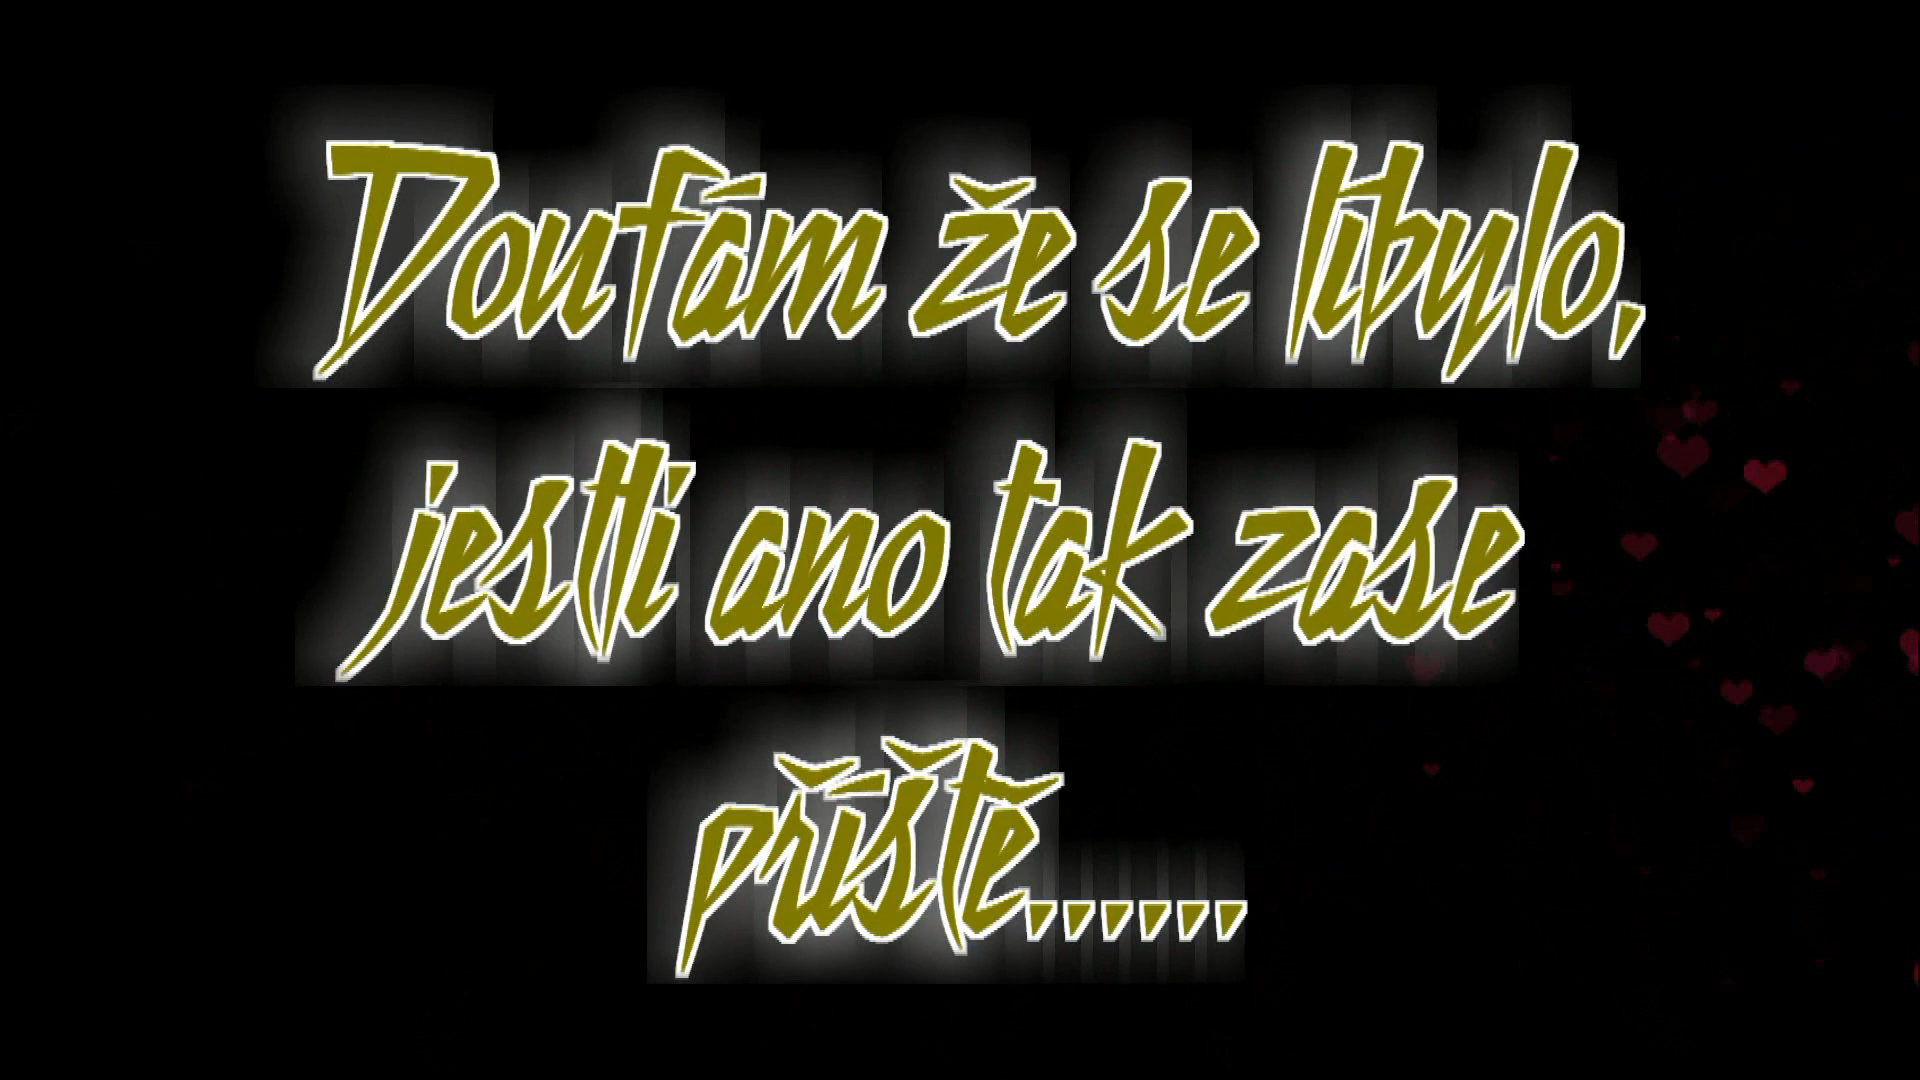 Doufám že se líbylo,
jestli ano tak zase
příště......